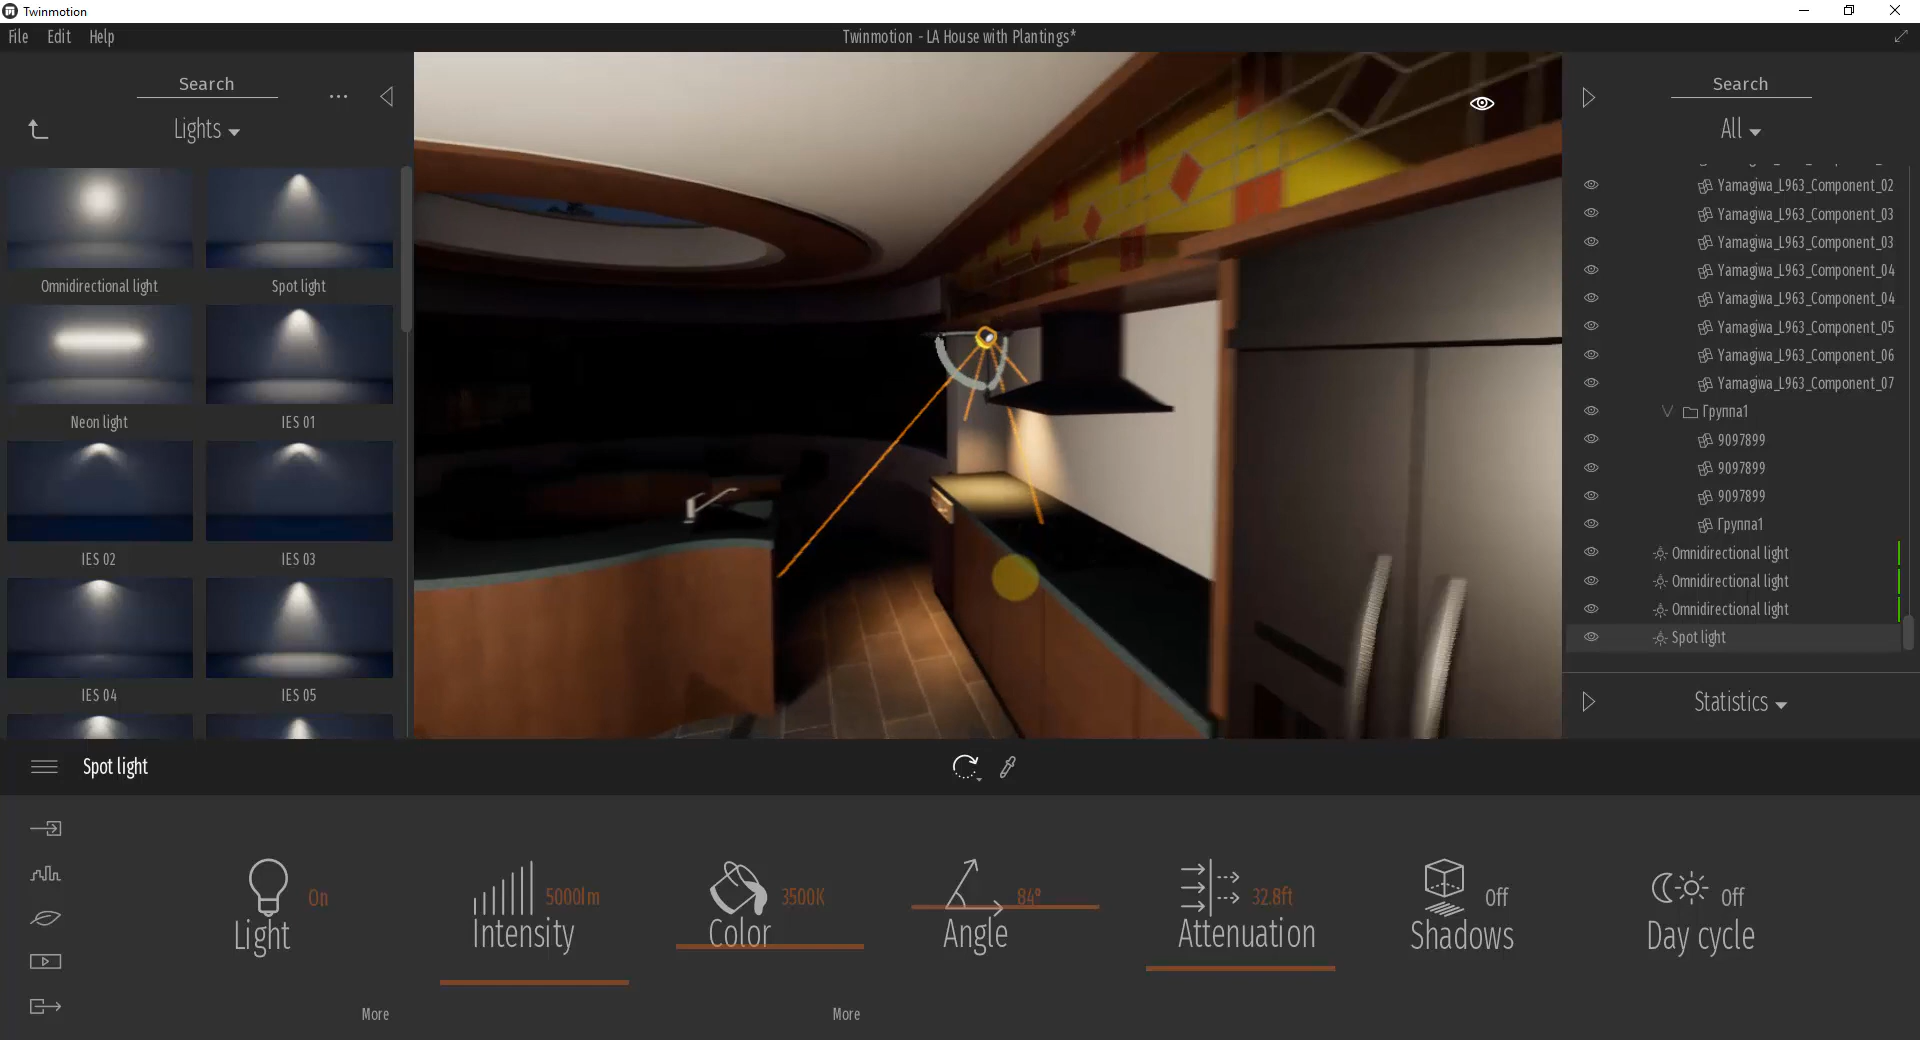 Twinmotion
File Edit Help
Twinmotion - LA House with Plantings*
Search
...
Lights
Omnidirectional light
Spot light
Neon light
IES 01
IES 02
IES 03
IES 04
IES 05
Search
All
Yamagiwa_L963_Component_02
Yamagiwa_L963_Component_03
Yamagiwa_L963_Component_03
Yamagiwa_L963_Component_04
Yamagiwa_L963_Component_04
Yamagiwa_L963_Component_05
Yamagiwa_L963_Component_06
Yamagiwa_L963_Component_07
Группа1
9097899
9097899
9097899
Группа1
Omnidirectional light
Omnidirectional light
Omnidirectional light
Spot light
Statistics
Spot light
On
Light
5000lm
Intensity
3500K
Color
84°
Angle
32.8ft
Attenuation
Off
Shadows
Off
Day cycle
More
More